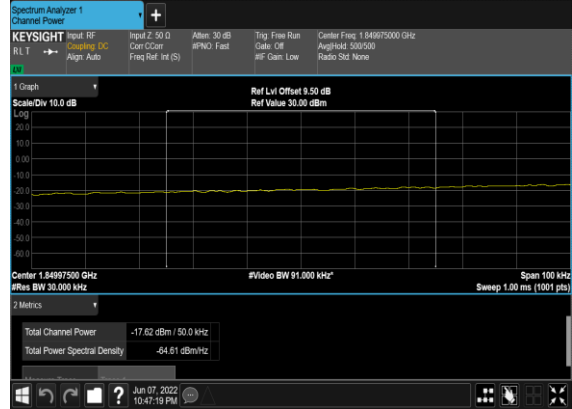 Spectrum Analyzer 1
Channel Power
+
KEYSIGHT Input: RF Input Z: 50 Ω Atten: 30 dB Trig: Free Run Center Freq: 1.849975000 GHz
RLT Coupling: DC Corr CCorr #PNO: Fast Gate: Off Avg|Hold: 500/500
Align: Auto Freq Ref: Int (S) #IF Gain: Low Radio Std: None
1 Graph
Ref Lvl Offset 9.50 dB
Scale/Div 10.0 dB Ref Value 30.00 dBm
Log
20.0
10.0
0.00
-10.0
-20.0
-30.0
-40.0
-50.0
-60.0
Center 1.84997500 GHz #Video BW 91.000 kHz* Span 100 kHz
#Res BW 30.000 kHz Sweep 1.00 ms (1001 pts)
2 Metrics
Total Channel Power -17.62 dBm / 50.0 kHz
Total Power Spectral Density -64.61 dBm/Hz
? Jun 07, 2022
10:47:19 PM